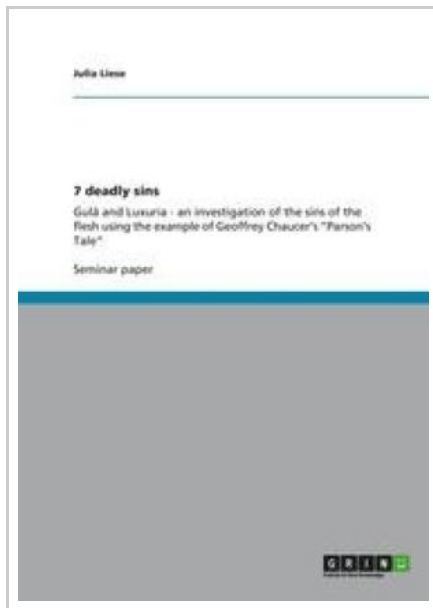 Julia Liese
7 deadly sins
Gulà and Luxuria - an investigation of the sins of the
flesh using the example of Geoffrey Chaucer's "Parson's
Tale"
Seminar paper
GRIN